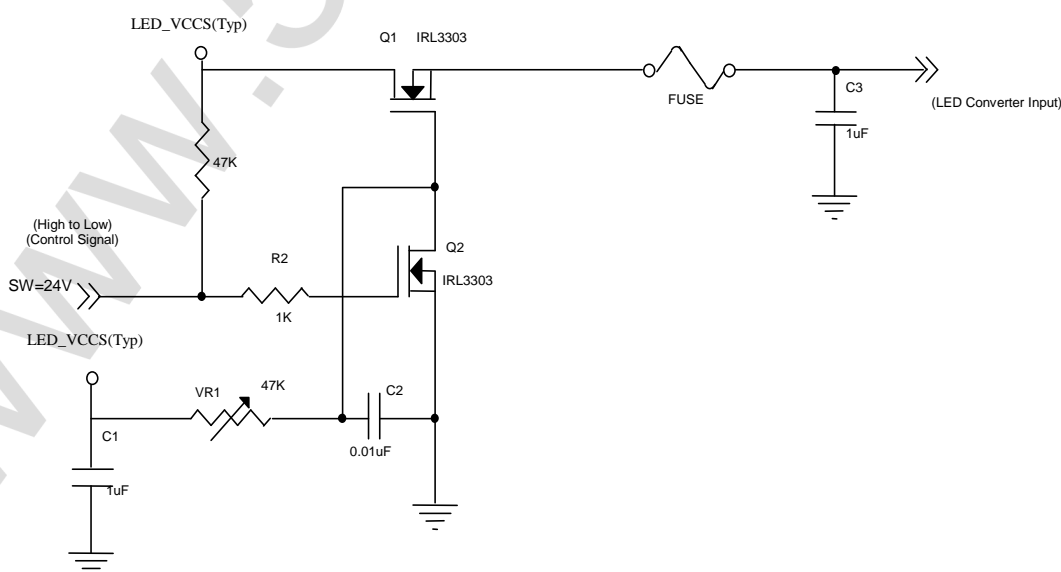 LED_VCCS(Typ)
Q1 IRL3303
FUSE
C3
1uF
(LED Converter Input)
47K
(High to Low)
(Control Signal)
SW=24V
R2
1K
Q2
IRL3303
LED_VCCS(Typ)
VR1
47K
C2
0.01uF
C1
1uF